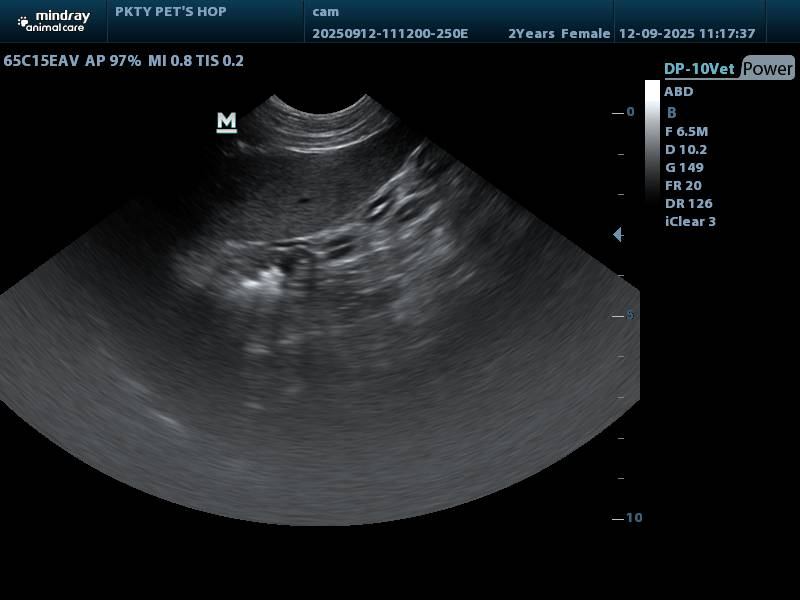 mindray
animal care
PKTY PET'S HOP
cam
20250912-111200-250E
2Years Female
12-09-2025 11:17:37
65C15EAV AP 97% MI 0.8 TIS 0.2
DP-10Vet
Power
M
ABD
B
F 6.5M
D 10.2
G 149
FR 20
DR 126
iClear 3
0
5
10